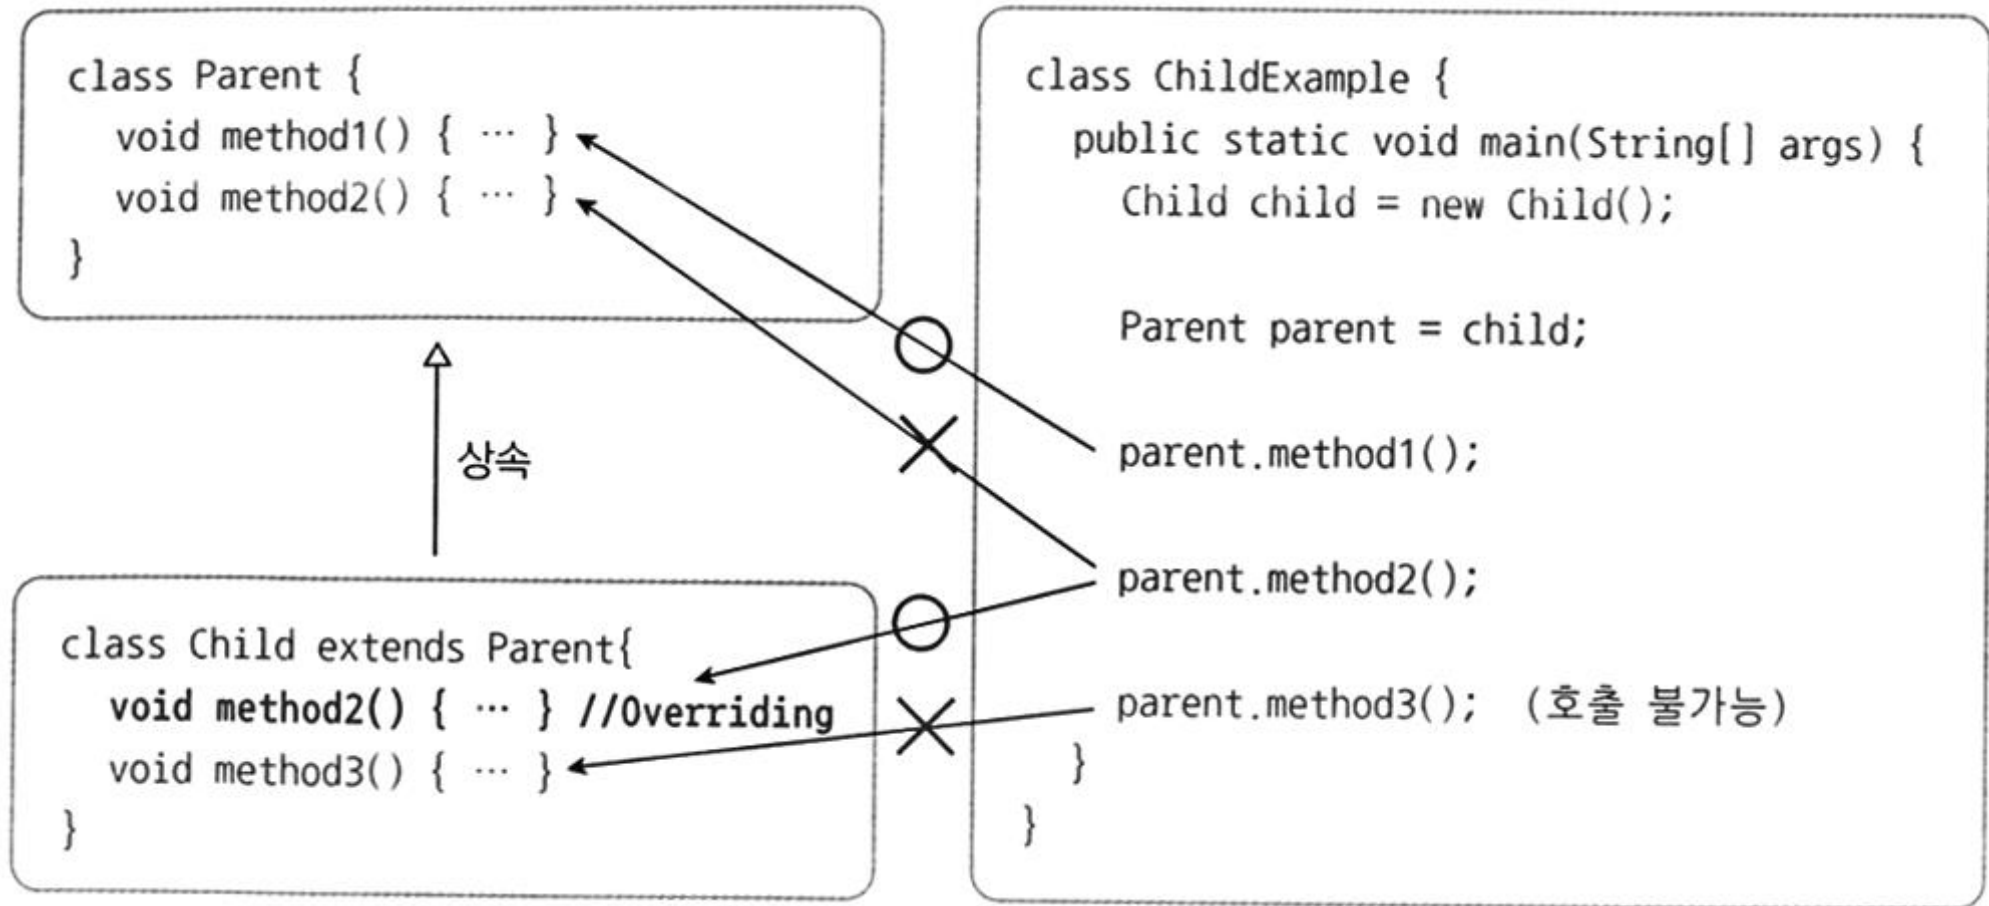 class Parent {
void method1() { … }
void method2() { … }
}
상속
class Child extends Parent{
void method2() { … } //Overriding
void method3() { … }
}
class ChildExample {
public static void main(String[] args) {
Child child = new Child();
Parent parent = child;
parent.method1();
parent.method2();
parent.method3(); (호출 불가능)
}
}